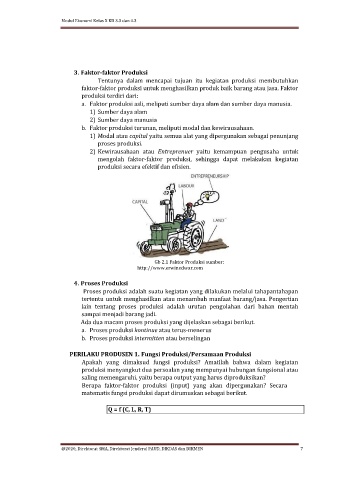 Modul Ekonomi Kelas X KD 3.3 dan 4.3
3. Faktor-faktor Produksi
Tentunya dalam mencapai tujuan itu kegiatan produksi membutuhkan
faktor-faktor produksi untuk menghasilkan produk baik barang atau jasa. Faktor
produksi terdiri dari:
a. Faktor produksi asli, meliputi sumber daya alam dan sumber daya manusia.
1) Sumber daya alam
2) Sumber daya manusia
b. Faktor produksi turunan, meliputi modal dan kewirausahaan.
1) Modal atau capital yaitu semua alat yang dipergunakan sebagai penunjang
proses produksi.
2) Kewirausahaan atau Entreprenuer yaitu kemampuan pengusaha untuk
mengolah faktor-faktor produksi, sehingga dapat melakukan kegiatan
produksi secara efektif dan efisien.
ENTREPRENEURSHIP
LABOUR
CAPITAL
LAND
Gb 2.1 Faktor Produksi sumber:
http://www.erwinedwar.com
4. Proses Produksi
Proses produksi adalah suatu kegiatan yang dilakukan melalui tahapantahapan
tertentu untuk menghasilkan atau menambah manfaat barang/jasa. Pengertian
lain tentang proses produksi adalah urutan pengolahan dari bahan mentah
sampai menjadi barang jadi.
Ada dua macam proses produksi yang dijelaskan sebagai berikut.
a. Proses produksi kontinue atau terus-menerus
b. Proses produksi intermitten atau berselingan
PERILAKU PRODUSEN 1. Fungsi Produksi/Persamaan Produksi
Apakah yang dimaksud fungsi produksi? Amatilah bahwa dalam kegiatan
produksi menyangkut dua persoalan yang mempunyai hubungan fungsional atau
saling memengaruhi, yaitu berapa output yang harus diproduksikan?
Berapa faktor-faktor produksi (input) yang akan dipergunakan? Secara
matematis fungsi produksi dapat dirumuskan sebagai berikut.
Q = f (C, L, R, T)
@2020, Direktorat SMA, Direktorat Jenderal PAUD, DIKDAS dan DIKMEN 7